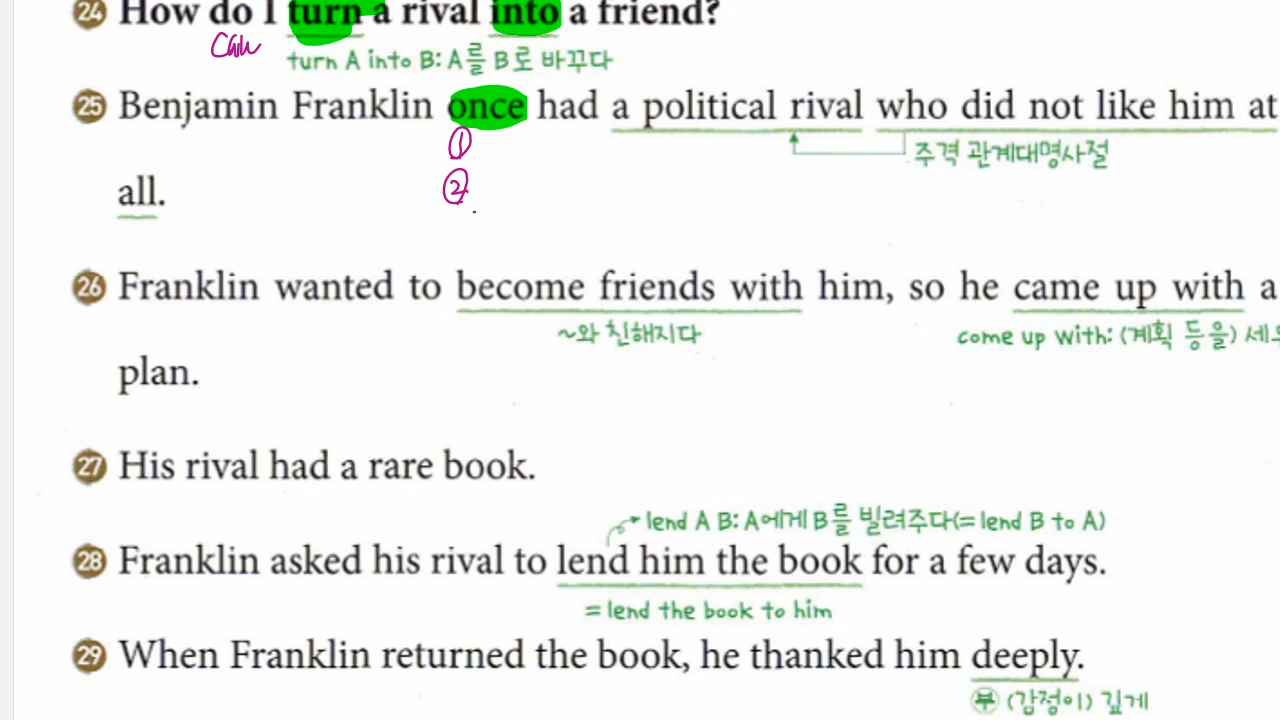 24 How do I turn a rival into a friend?
can
turn A into B: A를 B로 바꾸다
25 Benjamin Franklin once had a political rival who did not like him at
①
주격 관계대명사절
②
all.
26 Franklin wanted to become friends with him, so he came up with a
~와 친해지다
come up with: (계획 등을) 세우
plan.
27 His rival had a rare book.
lend A B: A에게 B를 빌려주다(= lend B to A)
28 Franklin asked his rival to lend him the book for a few days.
= lend the book to him
29 When Franklin returned the book, he thanked him deeply.
부 (감정이) 깊게